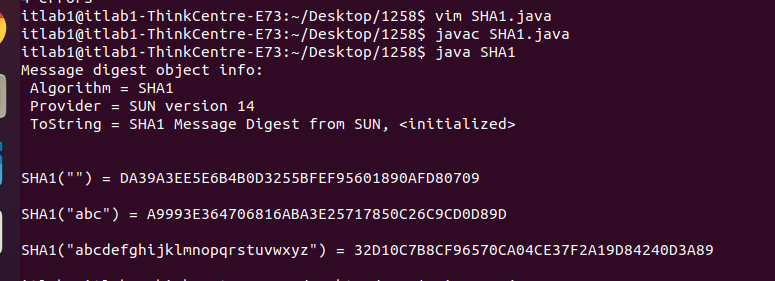 itlab1@itlab1-ThinkCentre-E73:~/Desktop/1258$ vim SHA1.java
itlab1@itlab1-ThinkCentre-E73:~/Desktop/1258$ javac SHA1.java
itlab1@itlab1-ThinkCentre-E73:~/Desktop/1258$ java SHA1
Message digest object info:
 Algorithm = SHA1
 Provider = SUN version 14
 ToString = SHA1 Message Digest from SUN, <initialized>
SHA1("") = DA39A3EE5E6B4B0D3255BFEF95601890AFD80709
SHA1("abc") = A9993E364706816ABA3E25717850C26C9CD0D89D
SHA1("abcdefghijklmnopqrstuvwxyz") = 32D10C7B8CF96570CA04CE37F2A19D84240D3A89